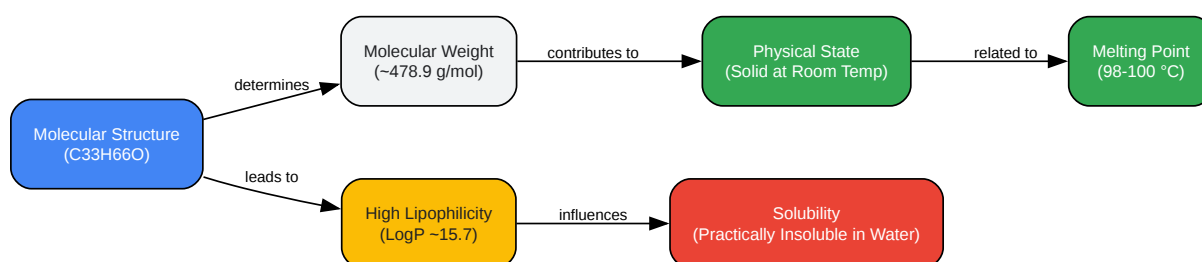 Molecular Weight
(~478.9 g/mol)
contributes to
Physical State
(Solid at Room Temp)
related to
Melting Point
(98-100 °C)
determines
Molecular Structure
(C33H66O)
leads to
High Lipophilicity
(LogP ~15.7)
influences
Solubility
(Practically Insoluble in Water)